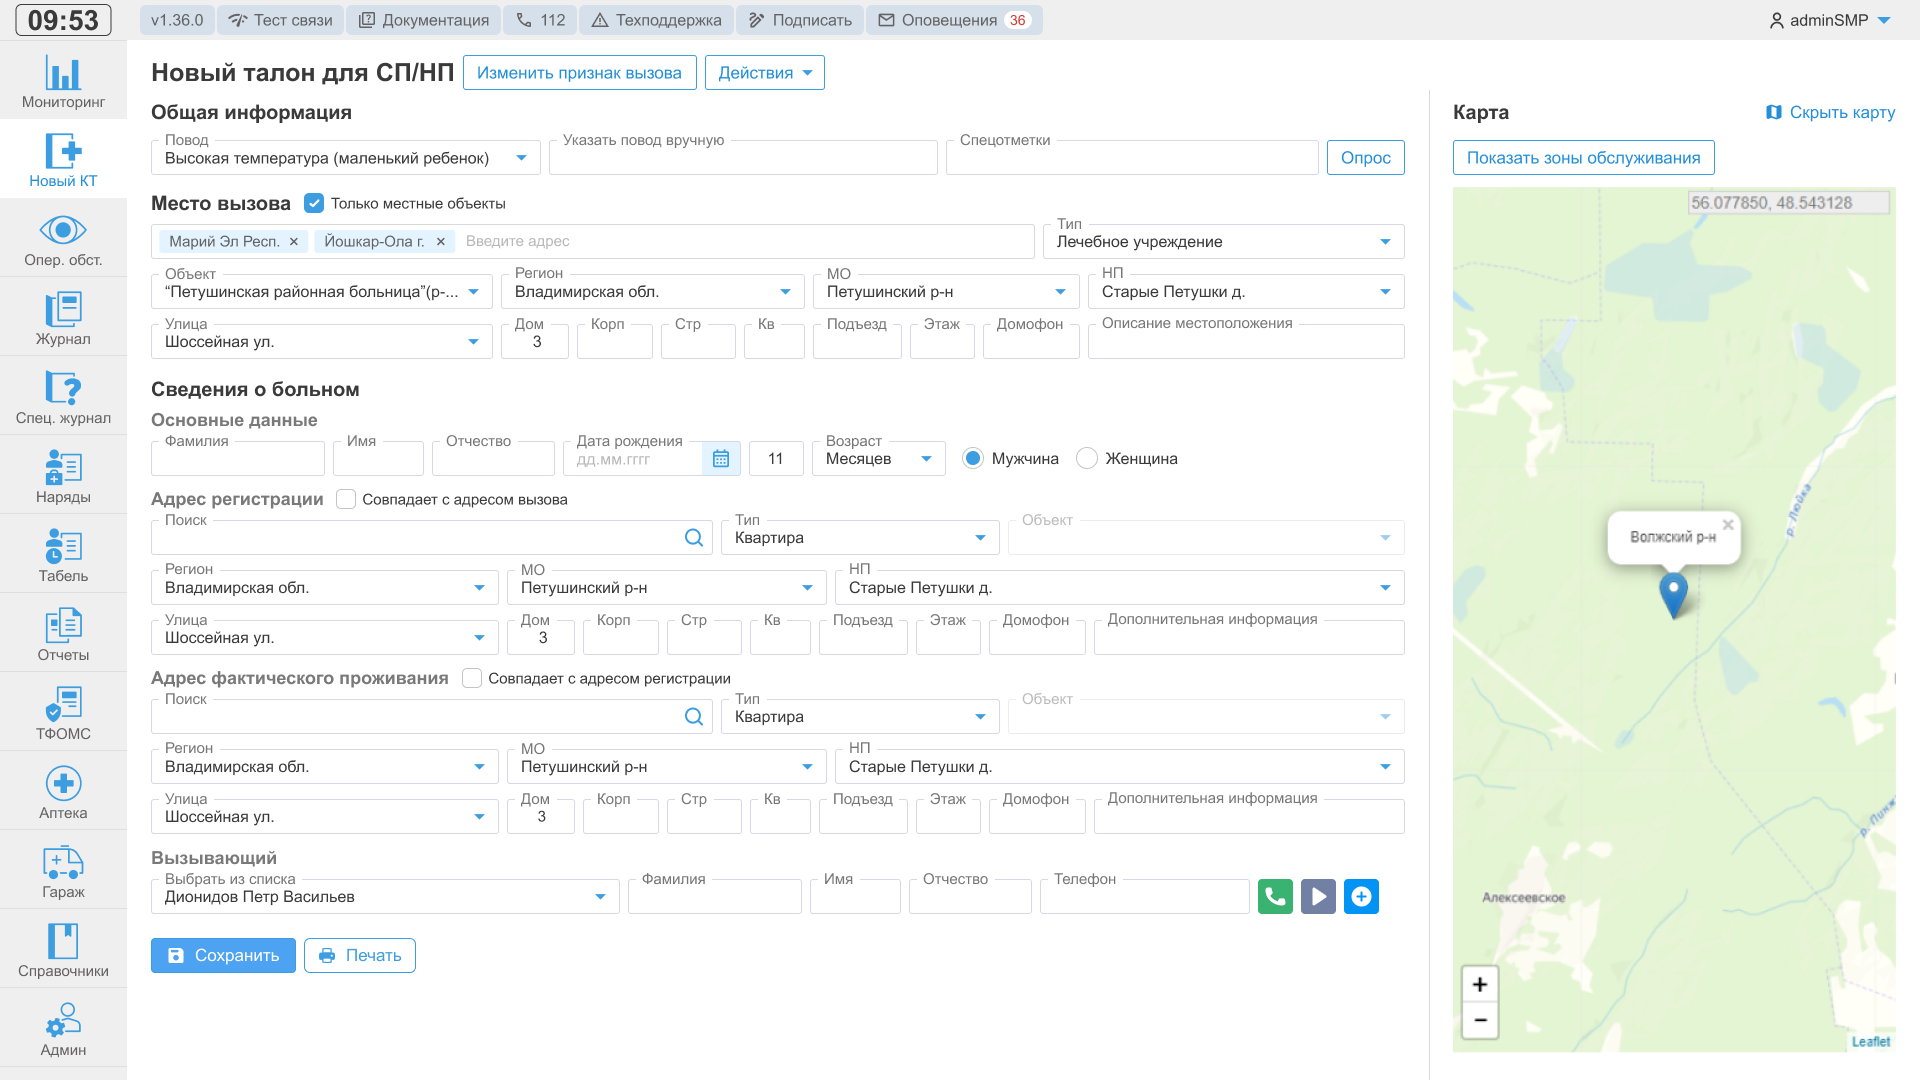 09:53
v1.36.0
Тест связи
Документация
112
Техподдержка
Подписать
Оповещения 36
adminSMP
Мониторинг
Новый КТ
Опер. обст.
Журнал
Спец. журнал
Наряды
Табель
Отчеты
ТФОМС
Аптека
Гараж
Справочники
Админ
Новый талон для СП/НП
Изменить признак вызова
Действия
Общая информация
Повод
Высокая температура (маленький ребенок)
Указать повод вручную
Спецотметки
Опрос
Место вызова
Только местные объекты
Марий Эл Респ. ×
Йошкар-Ола г. ×
Введите адрес
Тип
Лечебное учреждение
Объект
“Петушинская районная больница”(р-...
Регион
Владимирская обл.
МО
Петушинский р-н
НП
Старые Петушки д.
Улица
Шоссейная ул.
Дом
3
Корп
Стр
Кв
Подъезд
Этаж
Домофон
Описание местоположения
Сведения о больном
Основные данные
Фамилия
Имя
Отчество
Дата рождения
дд.мм.гггг
11
Возраст
Месяцев
Мужчина
Женщина
Адрес регистрации
Совпадает с адресом вызова
Поиск
Тип
Квартира
Объект
Регион
Владимирская обл.
МО
Петушинский р-н
НП
Старые Петушки д.
Улица
Шоссейная ул.
Дом
3
Корп
Стр
Кв
Подъезд
Этаж
Домофон
Дополнительная информация
Адрес фактического проживания
Совпадает с адресом регистрации
Поиск
Тип
Квартира
Объект
Регион
Владимирская обл.
МО
Петушинский р-н
НП
Старые Петушки д.
Улица
Шоссейная ул.
Дом
3
Корп
Стр
Кв
Подъезд
Этаж
Домофон
Дополнительная информация
Вызывающий
Выбрать из списка
Дионидов Петр Васильев
Фамилия
Имя
Отчество
Телефон
Сохранить
Печать
Карта
Скрыть карту
Показать зоны обслуживания
56.077850, 48.543128
р. Люйка
Волжский р-н
×
Алексеевское
+
−
Leaflet